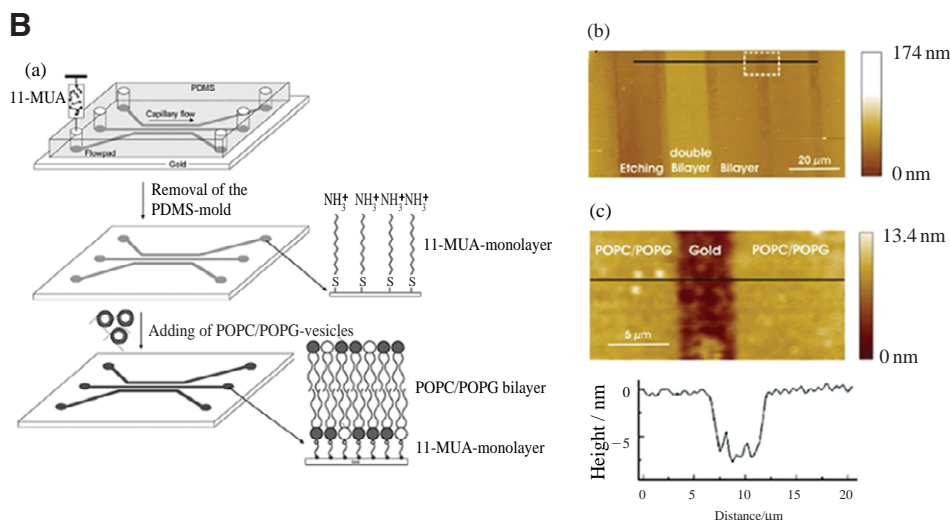 B
(a)
11-MUA
PDMS
Capillary flow
Flowpad
Gold
Removal of the
PDMS-mold
NH3+ NH3+ NH3+ NH3+
11-MUA-monolayer
S S S S
Adding of POPC/POPG-vesicles
POPC/POPG bilayer
11-MUA-monolayer
(b)
174 nm
Etching
double
Bilayer
Bilayer
20 μm
0 nm
(c)
13.4 nm
POPC/POPG Gold POPC/POPG
5 μm
0 nm
Height / nm
0
−5
0 5 10 15 20
Distance/μm